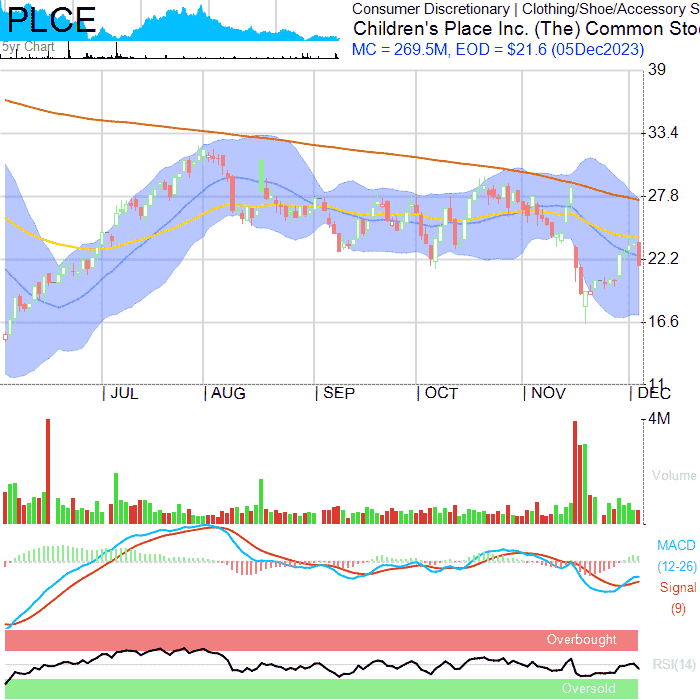 PLCE
5yr Chart
Consumer Discretionary | Clothing/Shoe/Accessory S
Children's Place Inc. (The) Common Sto
MC = 269.5M, EOD = $21.6 (05Dec2023)
39
33.4
27.8
22.2
16.6
11
JUL
AUG
SEP
OCT
NOV
DEC
4M
Volume
MACD
(12-26)
Signal
(9)
Overbought
RSI(14)
Oversold